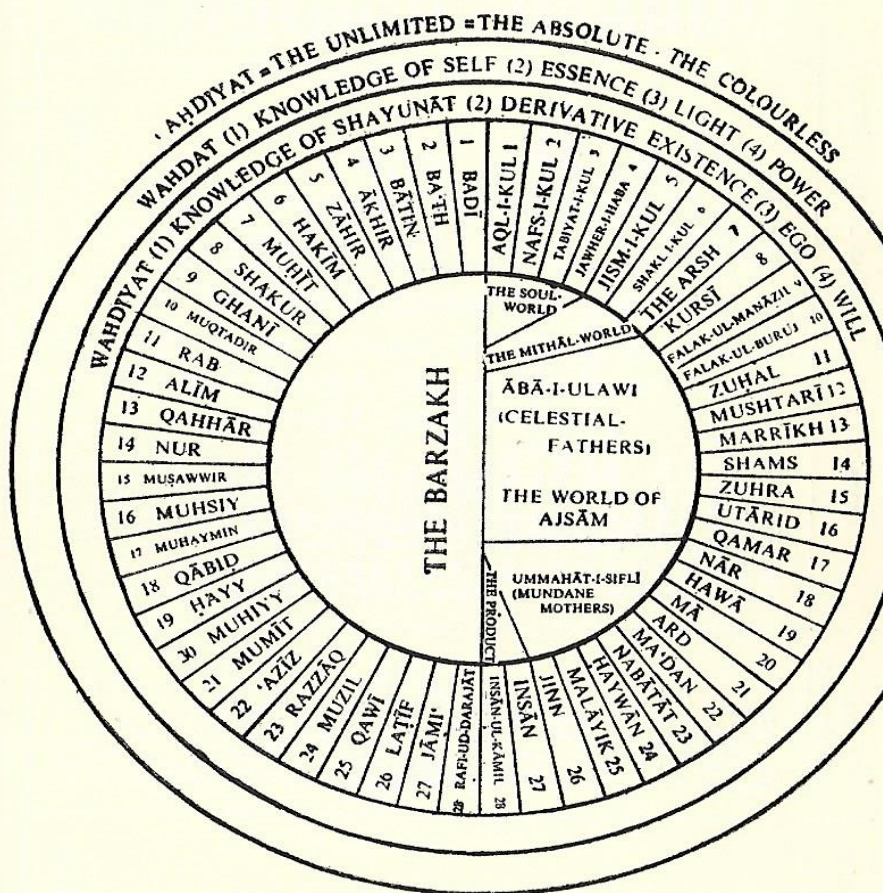 'AḤDĪYAT = THE UNLIMITED = THE ABSOLUTE . THE COLOURLESS
WAHDAT (1) KNOWLEDGE OF SELF (2) ESSENCE (3) LIGHT (4) POWER
WAHDĪYAT (1) KNOWLEDGE OF SHAYUNĀT (2) DERIVATIVE EXISTENCE (3) EGO (4) WILL
1 BADĪ
2 BA'TH
3 BĀTIN
4 ĀKHIR
5 ZĀHIR
6 HAKĪM
7 MUHĪT
8 SHAKUR
9 GHANĪ
10 MUQTADIR
11 RAB
12 ALĪM
13 QAHHĀR
14 NUR
15 MUṢAWWIR
16 MUHSIY
17 MUHAYMIN
18 QĀBIḌ
19 ḤAYY
30 MUHIYY
21 MUMĪT
22 'AZĪZ
23 RAZZĀQ
24 MUZIL
25 QAWĪ
26 LAṬĪF
27 JĀMI'
28 RAFI-UD-DARAJĀT
AQL-I-KUL 1
NAFS-I-KUL 2
TABIYAT-I-KUL 3
JAWHER-I-HABA 4
JISM-I-KUL 5
SHAKL I-KUL 6
THE ARSH 7
KURSĪ 8
FALAK-UL-MANĀZIL 9
FALAK-UL-BURUJ 10
ZUḤAL 11
MUSHTARĪ 12
MARRĪKH 13
SHAMS 14
ZUHRA 15
UTĀRID 16
QAMAR 17
NĀR 18
HAWĀ 19
MĀ 20
ARD 21
MA'DAN 22
NABĀTĀT 23
HAYWĀN 24
MALĀYIK 25
JINN 26
INSĀN 27
INSĀN-UL-KĀMIL 28
THE BARZAKH
THE SOUL-
WORLD
THE MITHĀL-WORLD
ĀBĀ-I-ULAWI
(CELESTIAL-
FATHERS)
THE WORLD OF
AJSĀM
UMMAHĀT-I-SIFLĪ
(MUNDANE
MOTHERS)
THE PRODUCT